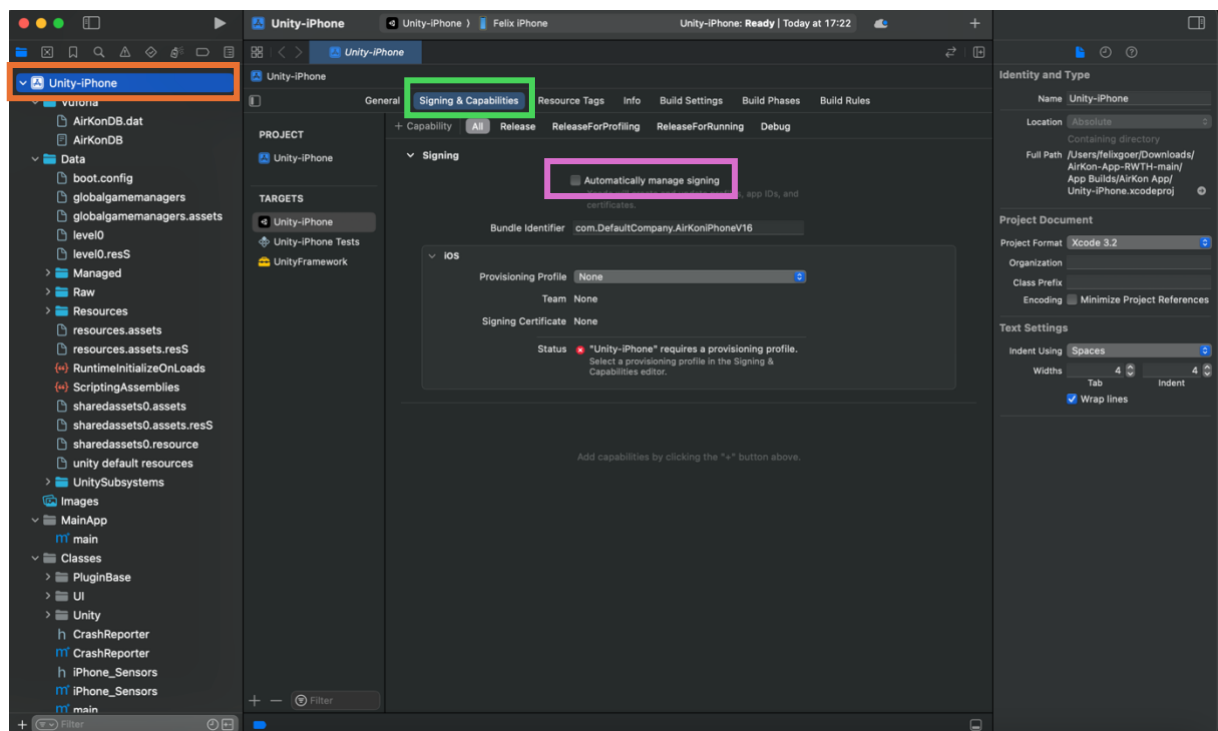 Unity-iPhone
Unity-iPhone ⟩ Felix iPhone
Unity-iPhone: Ready | Today at 17:22
Unity-iPhone
Vuforia
AirKonDB.dat
AirKonDB
Data
boot.config
globalgamemanagers
globalgamemanagers.assets
level0
level0.resS
Managed
Raw
Resources
resources.assets
resources.assets.resS
RuntimeInitializeOnLoads
ScriptingAssemblies
sharedassets0.assets
sharedassets0.assets.resS
sharedassets0.resource
unity default resources
UnitySubsystems
Images
MainApp
main
Classes
PluginBase
UI
Unity
CrashReporter
CrashReporter
iPhone_Sensors
iPhone_Sensors
main
Filter
Unity-iPhone
Unity-iPhone
General Signing & Capabilities Resource Tags Info Build Settings Build Phases Build Rules
PROJECT
Unity-iPhone
TARGETS
Unity-iPhone
Unity-iPhone Tests
UnityFramework
Filter
+ Capability All Release ReleaseForProfiling ReleaseForRunning Debug
Signing
Automatically manage signing
Xcode will create and update profiles, app IDs, and
certificates.
Bundle Identifier com.DefaultCompany.AirKoniPhoneV16
iOS
Provisioning Profile None
Team None
Signing Certificate None
Status "Unity-iPhone" requires a provisioning profile.
Select a provisioning profile in the Signing &
Capabilities editor.
Add capabilities by clicking the "+" button above.
Identity and Type
Name Unity-iPhone
Location Absolute
Containing directory
Full Path /Users/felixgoer/Downloads/
AirKon-App-RWTH-main/
App Builds/AirKon App/
Unity-iPhone.xcodeproj
Project Document
Project Format Xcode 3.2
Organization
Class Prefix
Encoding Minimize Project References
Text Settings
Indent Using Spaces
Widths 4 4
Tab Indent
Wrap lines